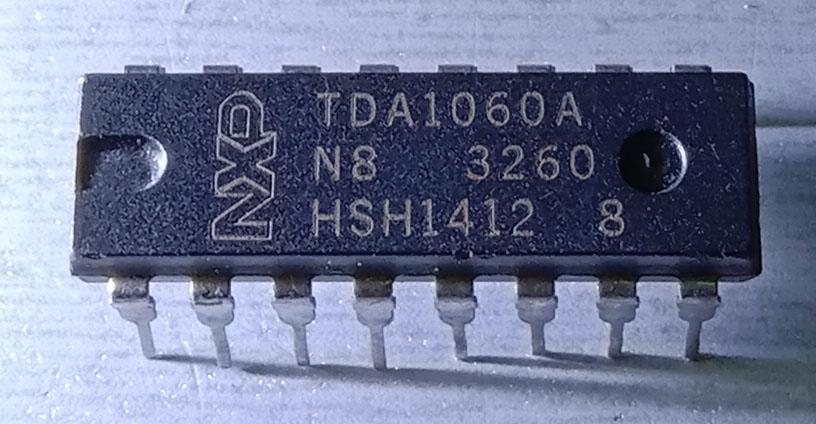 NXP
TDA1060A
N8 3260
HSH1412 8